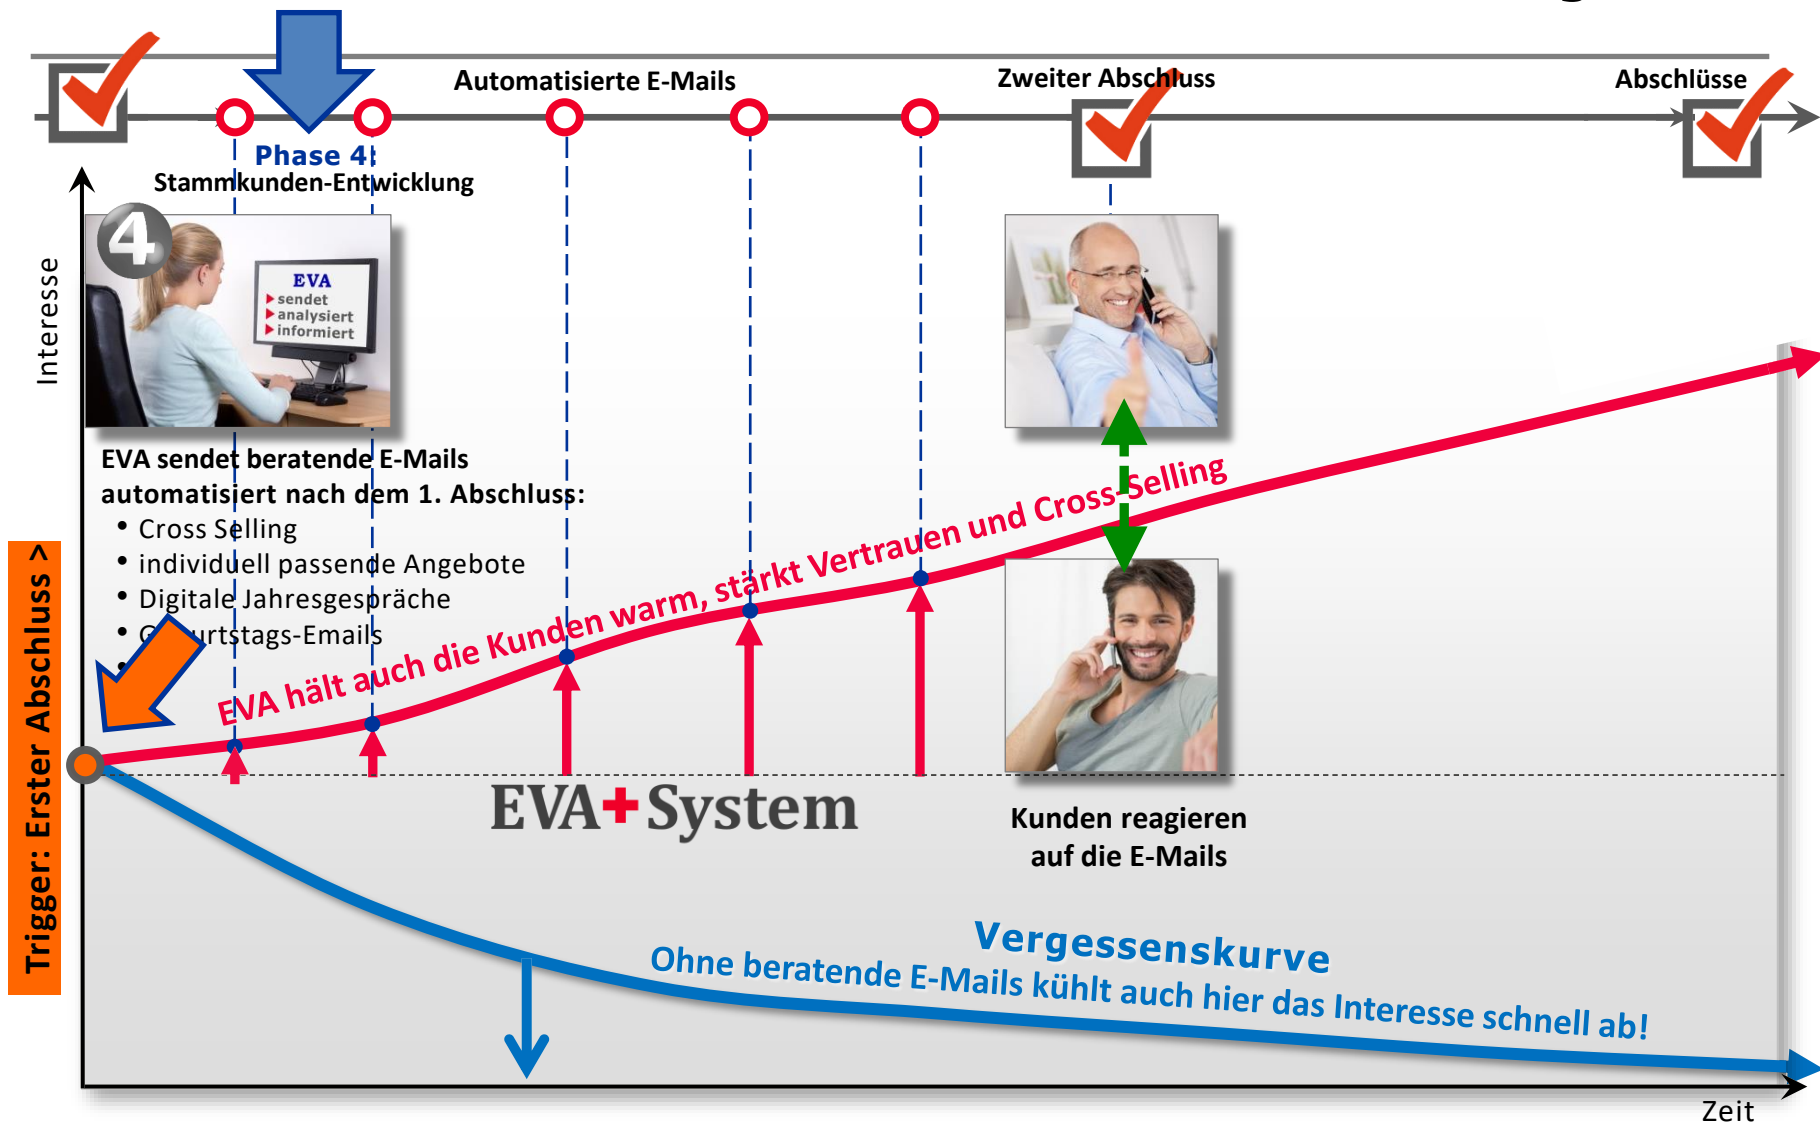 Automatisierte E-Mails
Zweiter Abschluss
Abschlüsse
Phase 4:
Stammkunden-Entwicklung
4
EVA
sendet
analysiert
informiert
Interesse
EVA sendet beratende E-Mails
automatisiert nach dem 1. Abschluss:
• Cross Selling
• individuell passende Angebote
• Digitale Jahresgespräche
• Geburtstags-Emails
Trigger: Erster Abschluss >
EVA hält auch die Kunden warm, stärkt Vertrauen und Cross-Selling
EVA+System
Kunden reagieren
auf die E-Mails
Vergessenskurve
Ohne beratende E-Mails kühlt auch hier das Interesse schnell ab!
Zeit